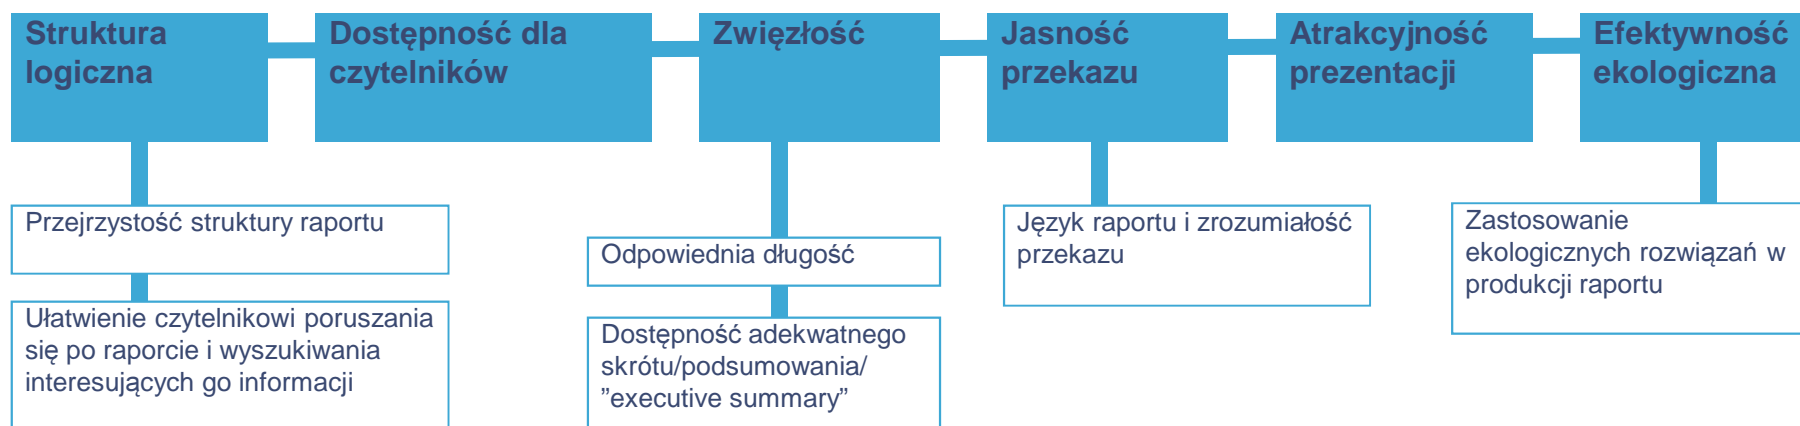 Struktura
logiczna
Dostępność dla
czytelników
Zwięzłość
Jasność
przekazu
Atrakcyjność
prezentacji
Efektywność
ekologiczna
Przejrzystość struktury raportu
Ułatwienie czytelnikowi poruszania
się po raporcie i wyszukiwania
interesujących go informacji
Odpowiednia długość
Dostępność adekwatnego
skrótu/podsumowania/
”executive summary”
Język raportu i zrozumiałość
przekazu
Zastosowanie
ekologicznych rozwiązań w
produkcji raportu